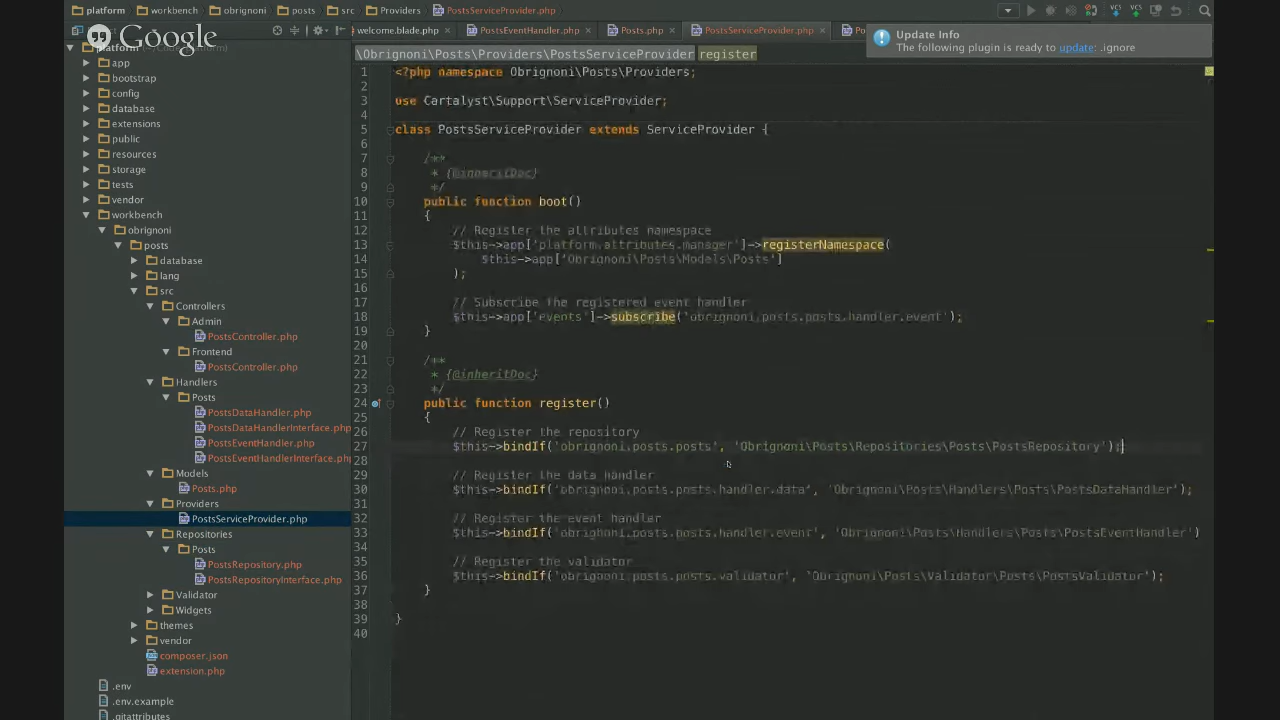 platform workbench obrignoni posts src Providers PostsServiceProvider.php
Google
welcome.blade.php PostsEventHandler.php Posts.php PostsServiceProvider.php Po
Update Info
The following plugin is ready to update: .ignore
\Obrignoni\Posts\Providers\PostsServiceProvider register
platform
app
bootstrap
config
database
extensions
public
resources
storage
tests
vendor
workbench
obrignoni
posts
database
lang
src
Controllers
Admin
PostsController.php
Frontend
PostsController.php
Handlers
Posts
PostsDataHandler.php
PostsDataHandlerInterface.php
PostsEventHandler.php
PostsEventHandlerInterface.php
Models
Posts.php
Providers
PostsServiceProvider.php
Repositories
Posts
PostsRepository.php
PostsRepositoryInterface.php
Validator
Widgets
themes
vendor
composer.json
extension.php
.env
.env.example
.gitattributes
1 <?php namespace Obrignoni\Posts\Providers;
2
3 use Cartalyst\Support\ServiceProvider;
4
5 class PostsServiceProvider extends ServiceProvider {
6
7 /**
8 * {@inheritDoc}
9 */
10 public function boot()
11 {
12 // Register the attributes namespace
13 $this->app['platform.attributes.manager']->registerNamespace(
14 $this->app['Obrignoni\Posts\Models\Posts']
15 );
16
17 // Subscribe the registered event handler
18 $this->app['events']->subscribe('obrignoni.posts.posts.handler.event');
19 }
20
21 /**
22 * {@inheritDoc}
23 */
24 public function register()
25 {
26 // Register the repository
27 $this->bindIf('obrignoni.posts.posts', 'Obrignoni\Posts\Repositories\Posts\PostsRepository');
28
29 // Register the data handler
30 $this->bindIf('obrignoni.posts.posts.handler.data', 'Obrignoni\Posts\Handlers\Posts\PostsDataHandler');
31
32 // Register the event handler
33 $this->bindIf('obrignoni.posts.posts.handler.event', 'Obrignoni\Posts\Handlers\Posts\PostsEventHandler')
34
35 // Register the validator
36 $this->bindIf('obrignoni.posts.posts.validator', 'Obrignoni\Posts\Validator\Posts\PostsValidator');
37 }
38
39 }
40